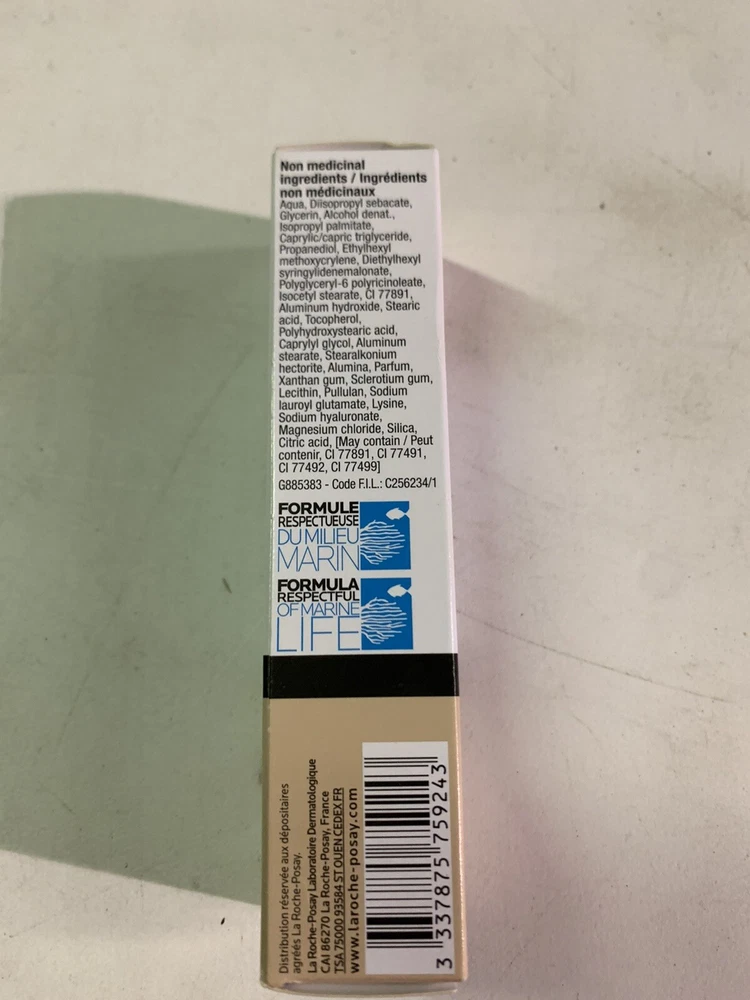 Non medicinal
ingredients / Ingrédients
non médicinaux
Aqua, Diisopropyl sebacate,
Glycerin, Alcohol denat.,
Isopropyl palmitate,
Caprylic/capric triglyceride,
Propanediol, Ethylhexyl
methoxycrylene, Diethylhexyl
syringylidenemalonate,
Polyglyceryl-6 polyricinoleate,
Isocetyl stearate, CI 77891,
Aluminum hydroxide, Stearic
acid, Tocopherol,
Polyhydroxystearic acid,
Caprylyl glycol, Aluminum
stearate, Stearalkonium
hectorite, Alumina, Parfum,
Xanthan gum, Sclerotium gum,
Lecithin, Pullulan, Sodium
lauroyl glutamate, Lysine,
Sodium hyaluronate,
Magnesium chloride, Silica,
Citric acid, [May contain / Peut
contenir, CI 77891, CI 77491,
CI 77492, CI 77499]
G885383 - Code F.I.L.: C256234/1
FORMULE
RESPECTUEUSE
DU MILIEU
MARIN
FORMULA
RESPECTFUL
OF MARINE
LIFE
Distribution réservée aux dépositaires
agréés La Roche-Posay.
La Roche-Posay Laboratoire Dermatologique
CAI 86270 La Roche-Posay, France
TSA 75000 93584 ST OUEN CEDEX FR
www.laroche-posay.com
3 337875 759243